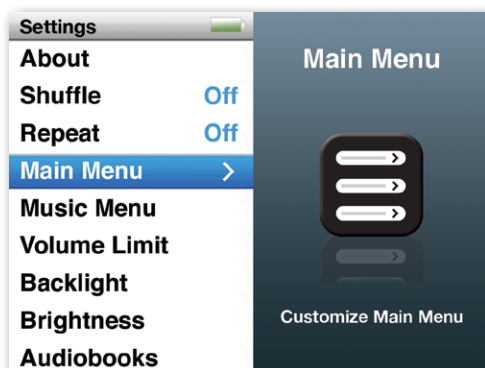 Settings
About
Shuffle Off
Repeat Off
Main Menu >
Music Menu
Volume Limit
Backlight
Brightness
Audiobooks
Main Menu
Customize Main Menu